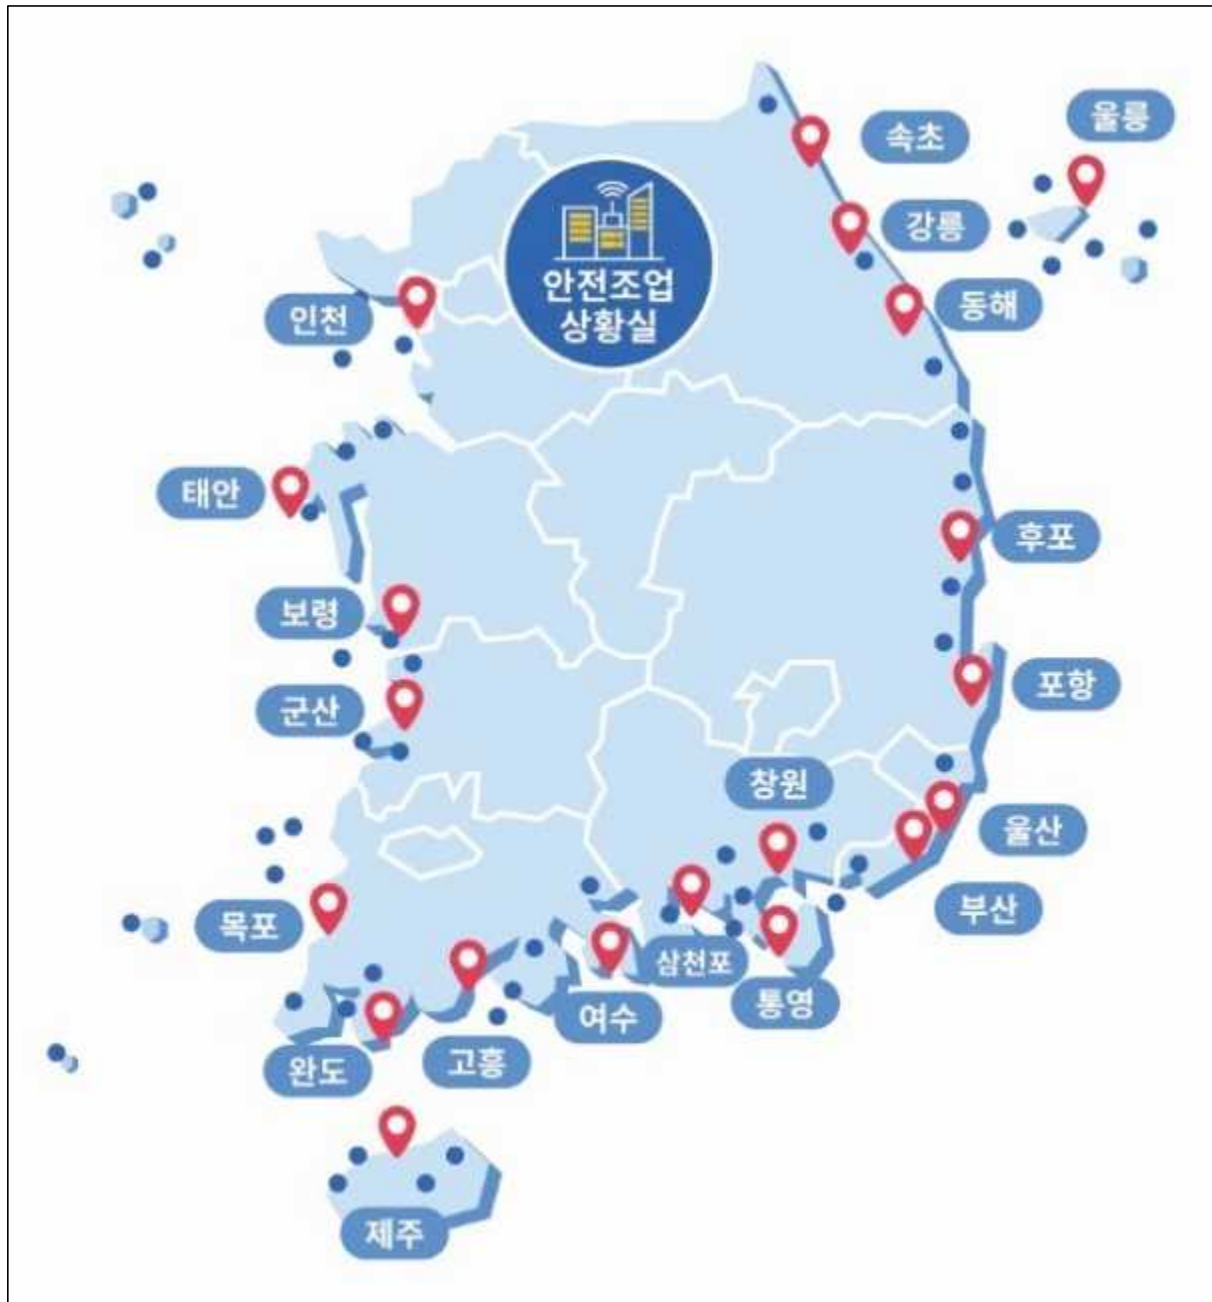 울릉
속초
강릉
안전조업
상황실
동해
인천
태안
후포
보령
포항
군산
창원
울산
부산
목포
삼천포
통영
여수
고흥
완도
제주